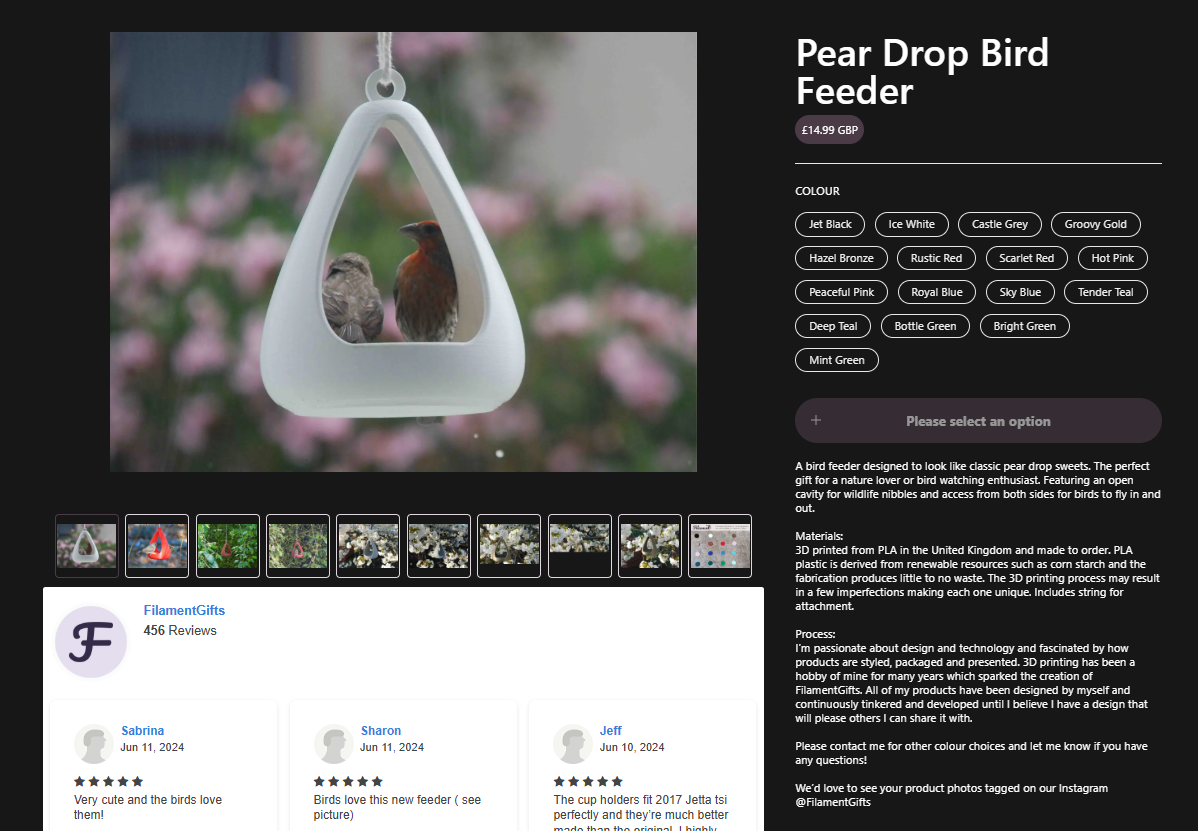 Pear Drop Bird
Feeder
£14.99 GBP
COLOUR
Jet Black
Ice White
Castle Grey
Groovy Gold
Hazel Bronze
Rustic Red
Scarlet Red
Hot Pink
Peaceful Pink
Royal Blue
Sky Blue
Tender Teal
Deep Teal
Bottle Green
Bright Green
Mint Green
+ Please select an option
A bird feeder designed to look like classic pear drop sweets. The perfect
gift for a nature lover or bird watching enthusiast. Featuring an open
cavity for wildlife nibbles and access from both sides for birds to fly in and
out.
Materials:
3D printed from PLA in the United Kingdom and made to order. PLA
plastic is derived from renewable resources such as corn starch and the
fabrication produces little to no waste. The 3D printing process may result
in a few imperfections making each one unique. Includes string for
attachment.
Process:
I'm passionate about design and technology and fascinated by how
products are styled, packaged and presented. 3D printing has been a
hobby of mine for many years which sparked the creation of
FilamentGifts. All of my products have been designed by myself and
continuously tinkered and developed until I believe I have a design that
will please others I can share it with.
Please contact me for other colour choices and let me know if you have
any questions!
We'd love to see your product photos tagged on our Instagram
@FilamentGifts
F
FilamentGifts
456 Reviews
Sabrina
Jun 11, 2024
★★★★★
Very cute and the birds love
them!
Sharon
Jun 11, 2024
★★★★★
Birds love this new feeder ( see
picture)
Jeff
Jun 10, 2024
★★★★★
The cup holders fit 2017 Jetta tsi
perfectly and they're much better
made than the original. I highly